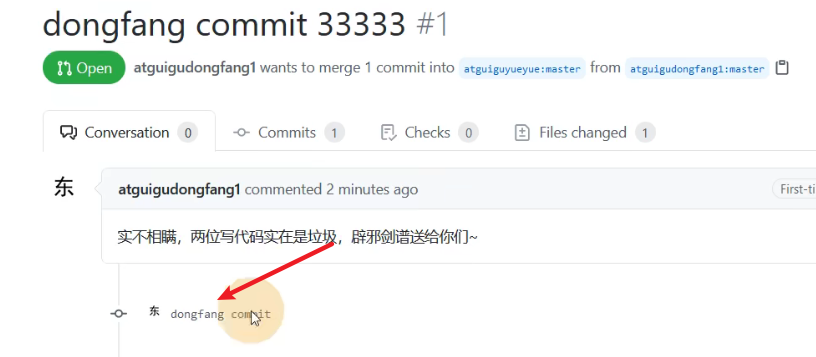 dongfang commit 33333 #1
Open atguigudongfang1 wants to merge 1 commit into atguiguyueyue:master from atguigudongfang1:master
Conversation 0 Commits 1 Checks 0 Files changed 1
东 atguigudongfang1 commented 2 minutes ago
实不相瞒，两位写代码实在是垃圾，辟邪剑谱送给你们~
东 dongfang commit